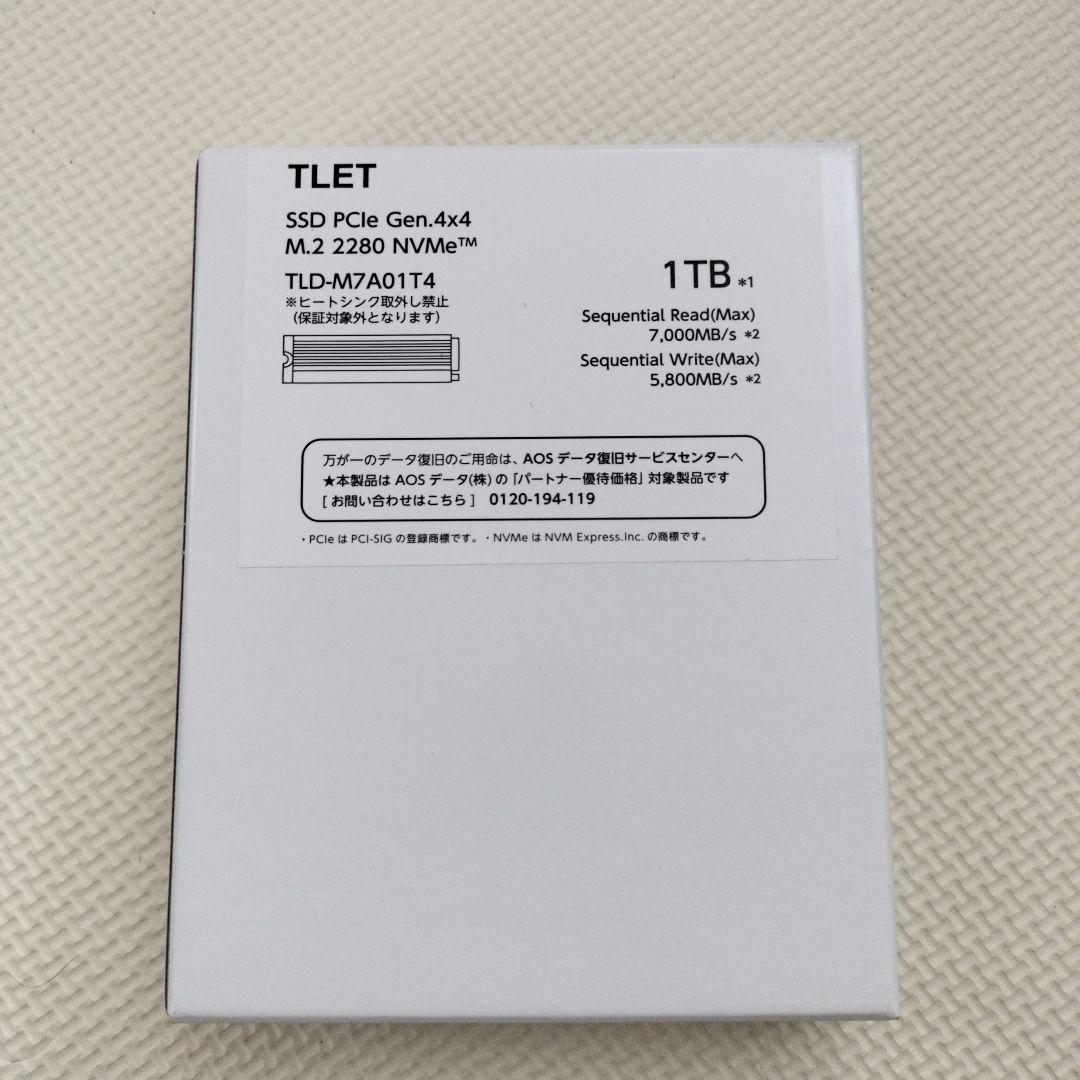 TLET
SSD PCIe Gen.4x4
M.2 2280 NVMe™
TLD-M7A01T4
※ヒートシンク取外し禁止
（保証対象外となります）
1TB *1
Sequential Read(Max)
7,000MB/s *2
Sequential Write(Max)
5,800MB/s *2
万が一のデータ復旧のご用命は、AOS データ復旧サービスセンターへ
★本製品は AOS データ(株) の「パートナー優待価格」対象製品です
[ お問い合わせはこちら ] 0120-194-119
・PCIe は PCI-SIG の登録商標です。・NVMe は NVM Express.Inc. の商標です。